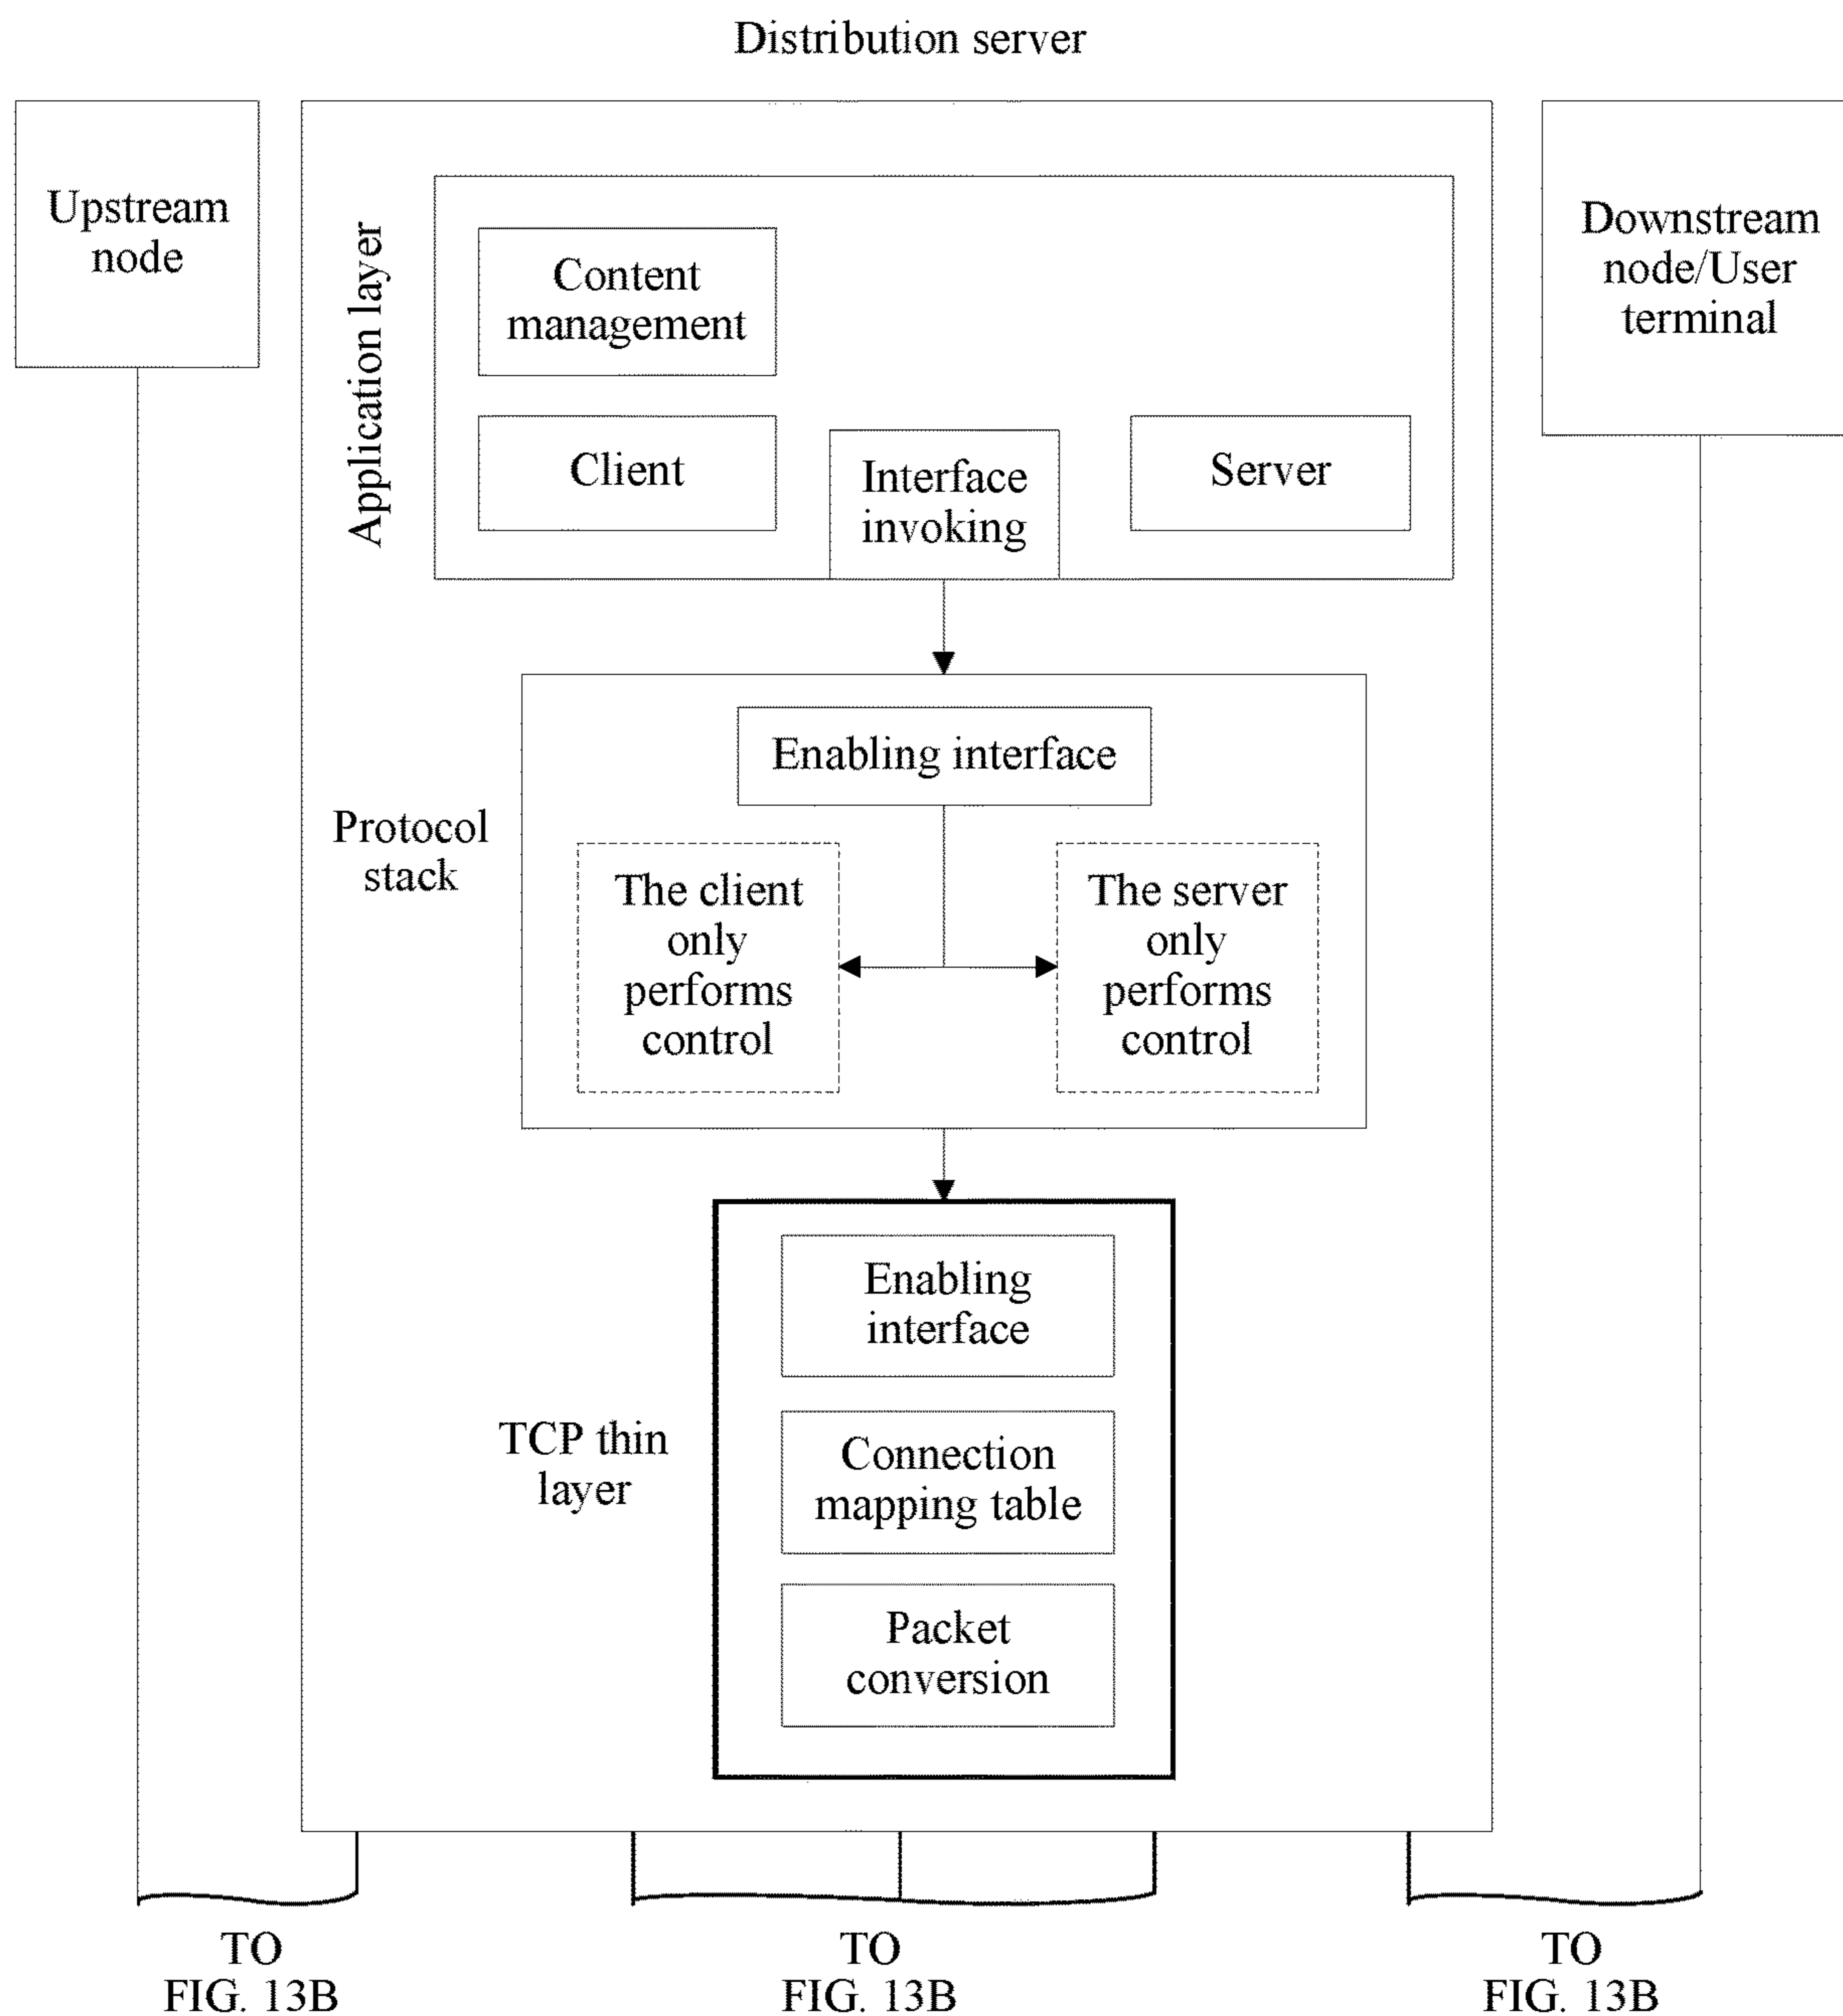 Distribution server
Upstream
node
Application layer
Content
management
Client
Interface
invoking
Server
Downstream
node/User
terminal
Protocol
stack
Enabling interface
The client
only
performs
control
The server
only
performs
control
TCP thin
layer
Enabling
interface
Connection
mapping table
Packet
conversion
TO
FIG. 13B
TO
FIG. 13B
TO
FIG. 13B